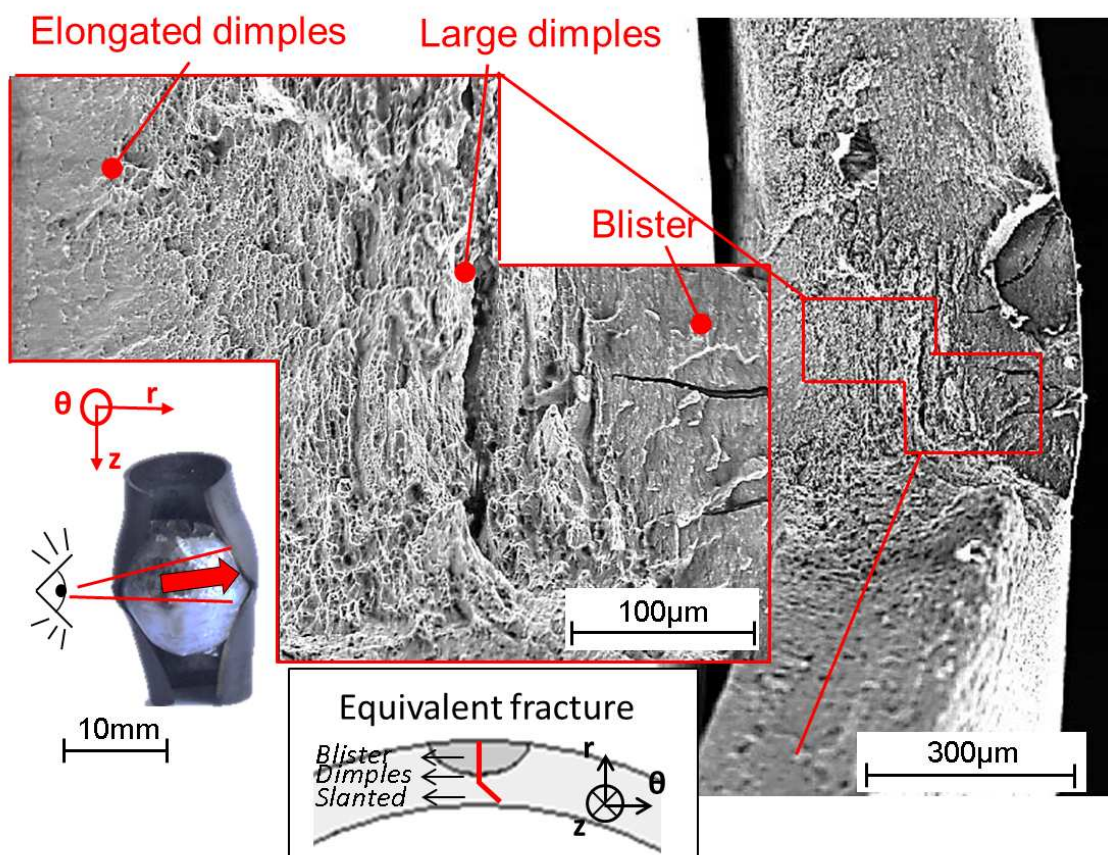 Elongated dimples
Large dimples
Blister
θ
r
z
10mm
100µm
300µm
Equivalent fracture
Blister
Dimples
Slanted
r
θ
z